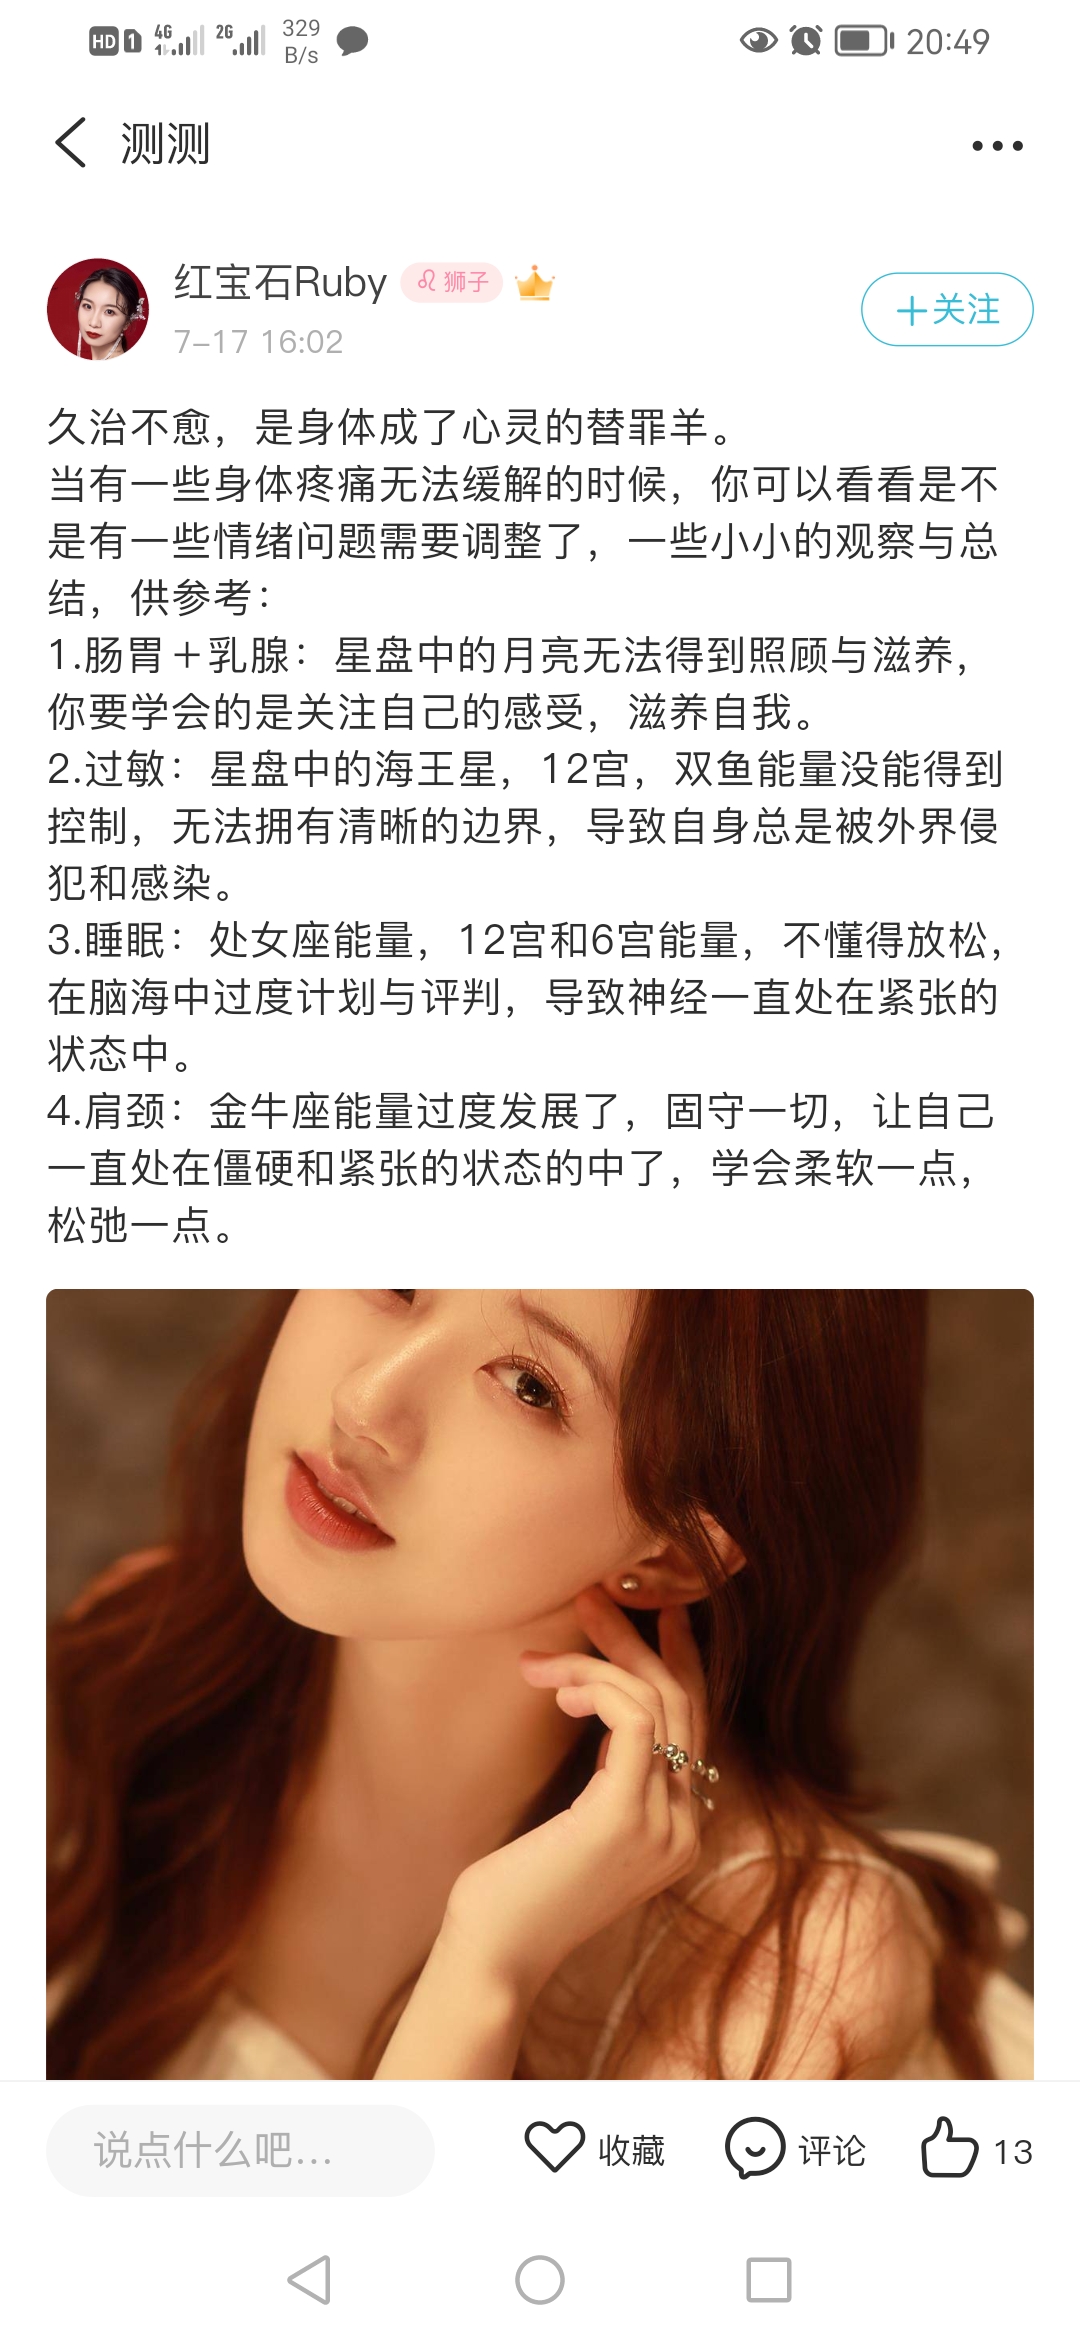 HD 1 4G 2G 329 B/s 20:49
测测
红宝石Ruby 狮子
7-17 16:02
+关注
久治不愈，是身体成了心灵的替罪羊。
当有一些身体疼痛无法缓解的时候，你可以看看是不
是有一些情绪问题需要调整了，一些小小的观察与总
结，供参考：
1.肠胃＋乳腺：星盘中的月亮无法得到照顾与滋养，
你要学会的是关注自己的感受，滋养自我。
2.过敏：星盘中的海王星，12宫，双鱼能量没能得到
控制，无法拥有清晰的边界，导致自身总是被外界侵
犯和感染。
3.睡眠：处女座能量，12宫和6宫能量，不懂得放松，
在脑海中过度计划与评判，导致神经一直处在紧张的
状态中。
4.肩颈：金牛座能量过度发展了，固守一切，让自己
一直处在僵硬和紧张的状态的中了，学会柔软一点，
松弛一点。
说点什么吧... 收藏 评论 13